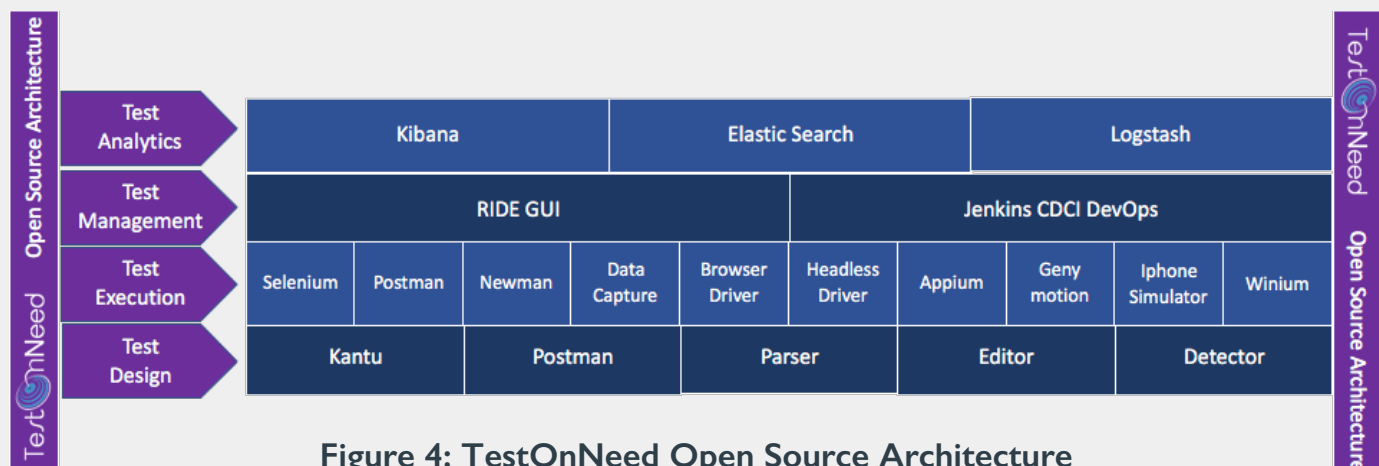 TestOnNeed Open Source Architecture
Test
Analytics
Kibana
Elastic Search
Logstash
Test
Management
RIDE GUI
Jenkins CDCI DevOps
Test
Execution
Selenium
Postman
Newman
Data
Capture
Browser
Driver
Headless
Driver
Appium
Geny
motion
Iphone
Simulator
Winium
Test
Design
Kantu
Postman
Parser
Editor
Detector
TestOnNeed Open Source Architecture
Figure 4: TestOnNeed Open Source Architecture